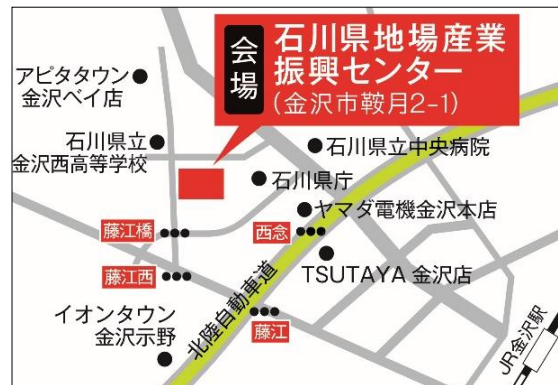 会場
石川県地場産業
振興センター
(金沢市鞍月2-1)
アピタタウン
金沢ベイ店
石川県立
金沢西高等学校
石川県立中央病院
石川県庁
ヤマダ電機金沢本店
藤江橋
西念
TSUTAYA 金沢店
藤江西
北陸自動車道
イオンタウン
金沢示野
藤江
JR金沢駅